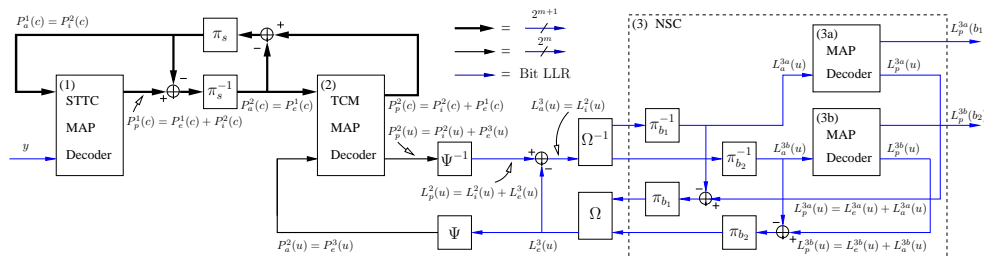 P_a^1(c)=P_i^2(c)
π_s
+
−
−
= 2^{m+1}
= 2^m
= Bit LLR
(1)
STTC
MAP
Decoder
y
P_p^1(c)=P_e^1(c)+P_i^2(c)
+
−
π_s^{-1}
P_a^2(c)=P_e^1(c)
(2)
TCM
MAP
Decoder
P_p^2(c)=P_i^2(c)+P_e^1(c)
P_p^2(u)=P_i^2(u)+P_e^3(u)
Ψ^{-1}
L_p^2(u)=L_i^2(u)+L_e^3(u)
+
−
L_a^3(u)=L_i^2(u)
Ω^{-1}
P_a^2(u)=P_e^3(u)
Ψ
L_e^3(u)
Ω
(3) NSC
π_{b_1}^{-1}
π_{b_2}^{-1}
π_{b_1}
π_{b_2}
L_a^{3a}(u)
L_a^{3b}(u)
(3a)
MAP
Decoder
L_p^{3a}(b_1
L_p^{3a}(u)
(3b)
MAP
Decoder
L_p^{3b}(b_2
L_p^{3b}(u)
−
+
L_p^{3a}(u)=L_e^{3a}(u)+L_a^{3a}(u)
−
+
L_p^{3b}(u)=L_e^{3b}(u)+L_a^{3b}(u)